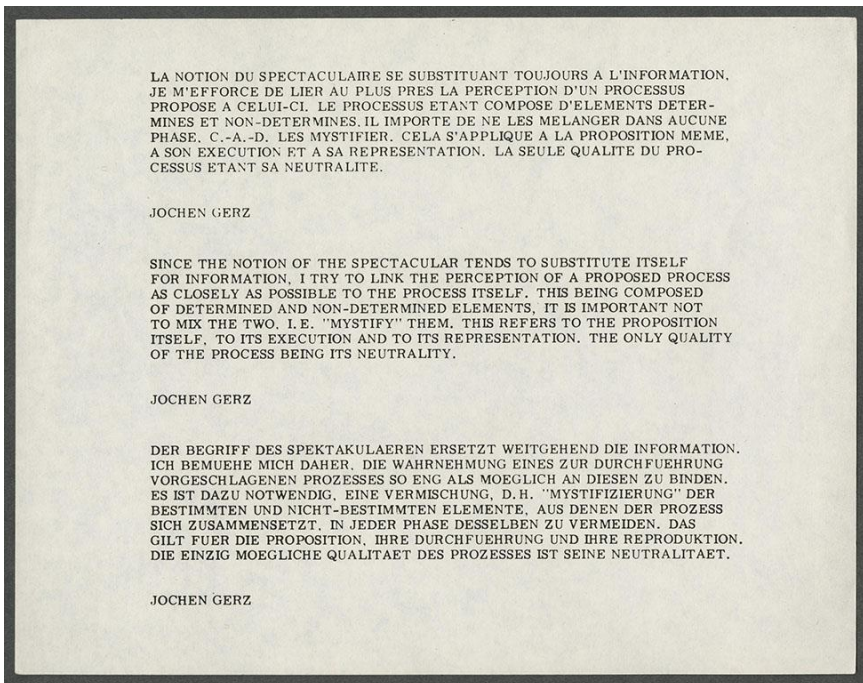 LA NOTION DU SPECTACULAIRE SE SUBSTITUANT TOUJOURS A L'INFORMATION,
JE M'EFFORCE DE LIER AU PLUS PRES LA PERCEPTION D'UN PROCESSUS
PROPOSE A CELUI-CI. LE PROCESSUS ETANT COMPOSE D'ELEMENTS DETER-
MINES ET NON-DETERMINES, IL IMPORTE DE NE LES MELANGER DANS AUCUNE
PHASE, C.-A.-D. LES MYSTIFIER. CELA S'APPLIQUE A LA PROPOSITION MEME,
A SON EXECUTION ET A SA REPRESENTATION. LA SEULE QUALITE DU PRO-
CESSUS ETANT SA NEUTRALITE.
JOCHEN GERZ
SINCE THE NOTION OF THE SPECTACULAR TENDS TO SUBSTITUTE ITSELF
FOR INFORMATION, I TRY TO LINK THE PERCEPTION OF A PROPOSED PROCESS
AS CLOSELY AS POSSIBLE TO THE PROCESS ITSELF. THIS BEING COMPOSED
OF DETERMINED AND NON-DETERMINED ELEMENTS, IT IS IMPORTANT NOT
TO MIX THE TWO, I.E. "MYSTIFY" THEM. THIS REFERS TO THE PROPOSITION
ITSELF, TO ITS EXECUTION AND TO ITS REPRESENTATION. THE ONLY QUALITY
OF THE PROCESS BEING ITS NEUTRALITY.
JOCHEN GERZ
DER BEGRIFF DES SPEKTAKULAEREN ERSETZT WEITGEHEND DIE INFORMATION.
ICH BEMUEHE MICH DAHER, DIE WAHRNEHMUNG EINES ZUR DURCHFUEHRUNG
VORGESCHLAGENEN PROZESSES SO ENG ALS MOEGLICH AN DIESEN ZU BINDEN.
ES IST DAZU NOTWENDIG, EINE VERMISCHUNG, D.H. "MYSTIFIZIERUNG" DER
BESTIMMTEN UND NICHT-BESTIMMTEN ELEMENTE, AUS DENEN DER PROZESS
SICH ZUSAMMENSETZT, IN JEDER PHASE DESSELBEN ZU VERMEIDEN. DAS
GILT FUER DIE PROPOSITION, IHRE DURCHFUEHRUNG UND IHRE REPRODUKTION.
DIE EINZIG MOEGLICHE QUALITAET DES PROZESSES IST SEINE NEUTRALITAET.
JOCHEN GERZ